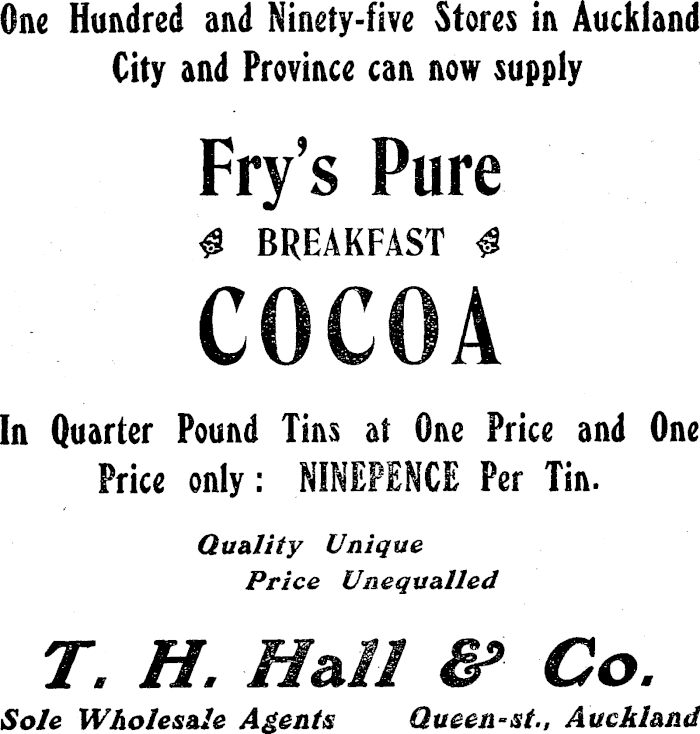 One Hundred and Ninety-five Stores in Auckland
City and Province can now supply
Fry's Pure
BREAKFAST
COCOA
In Quarter Pound Tins at One Price and One
Price only: NINEPENCE Per Tin.
Quality Unique
Price Unequalled
T. H. Hall & Co.
Sole Wholesale Agents Queen-st., Auckland